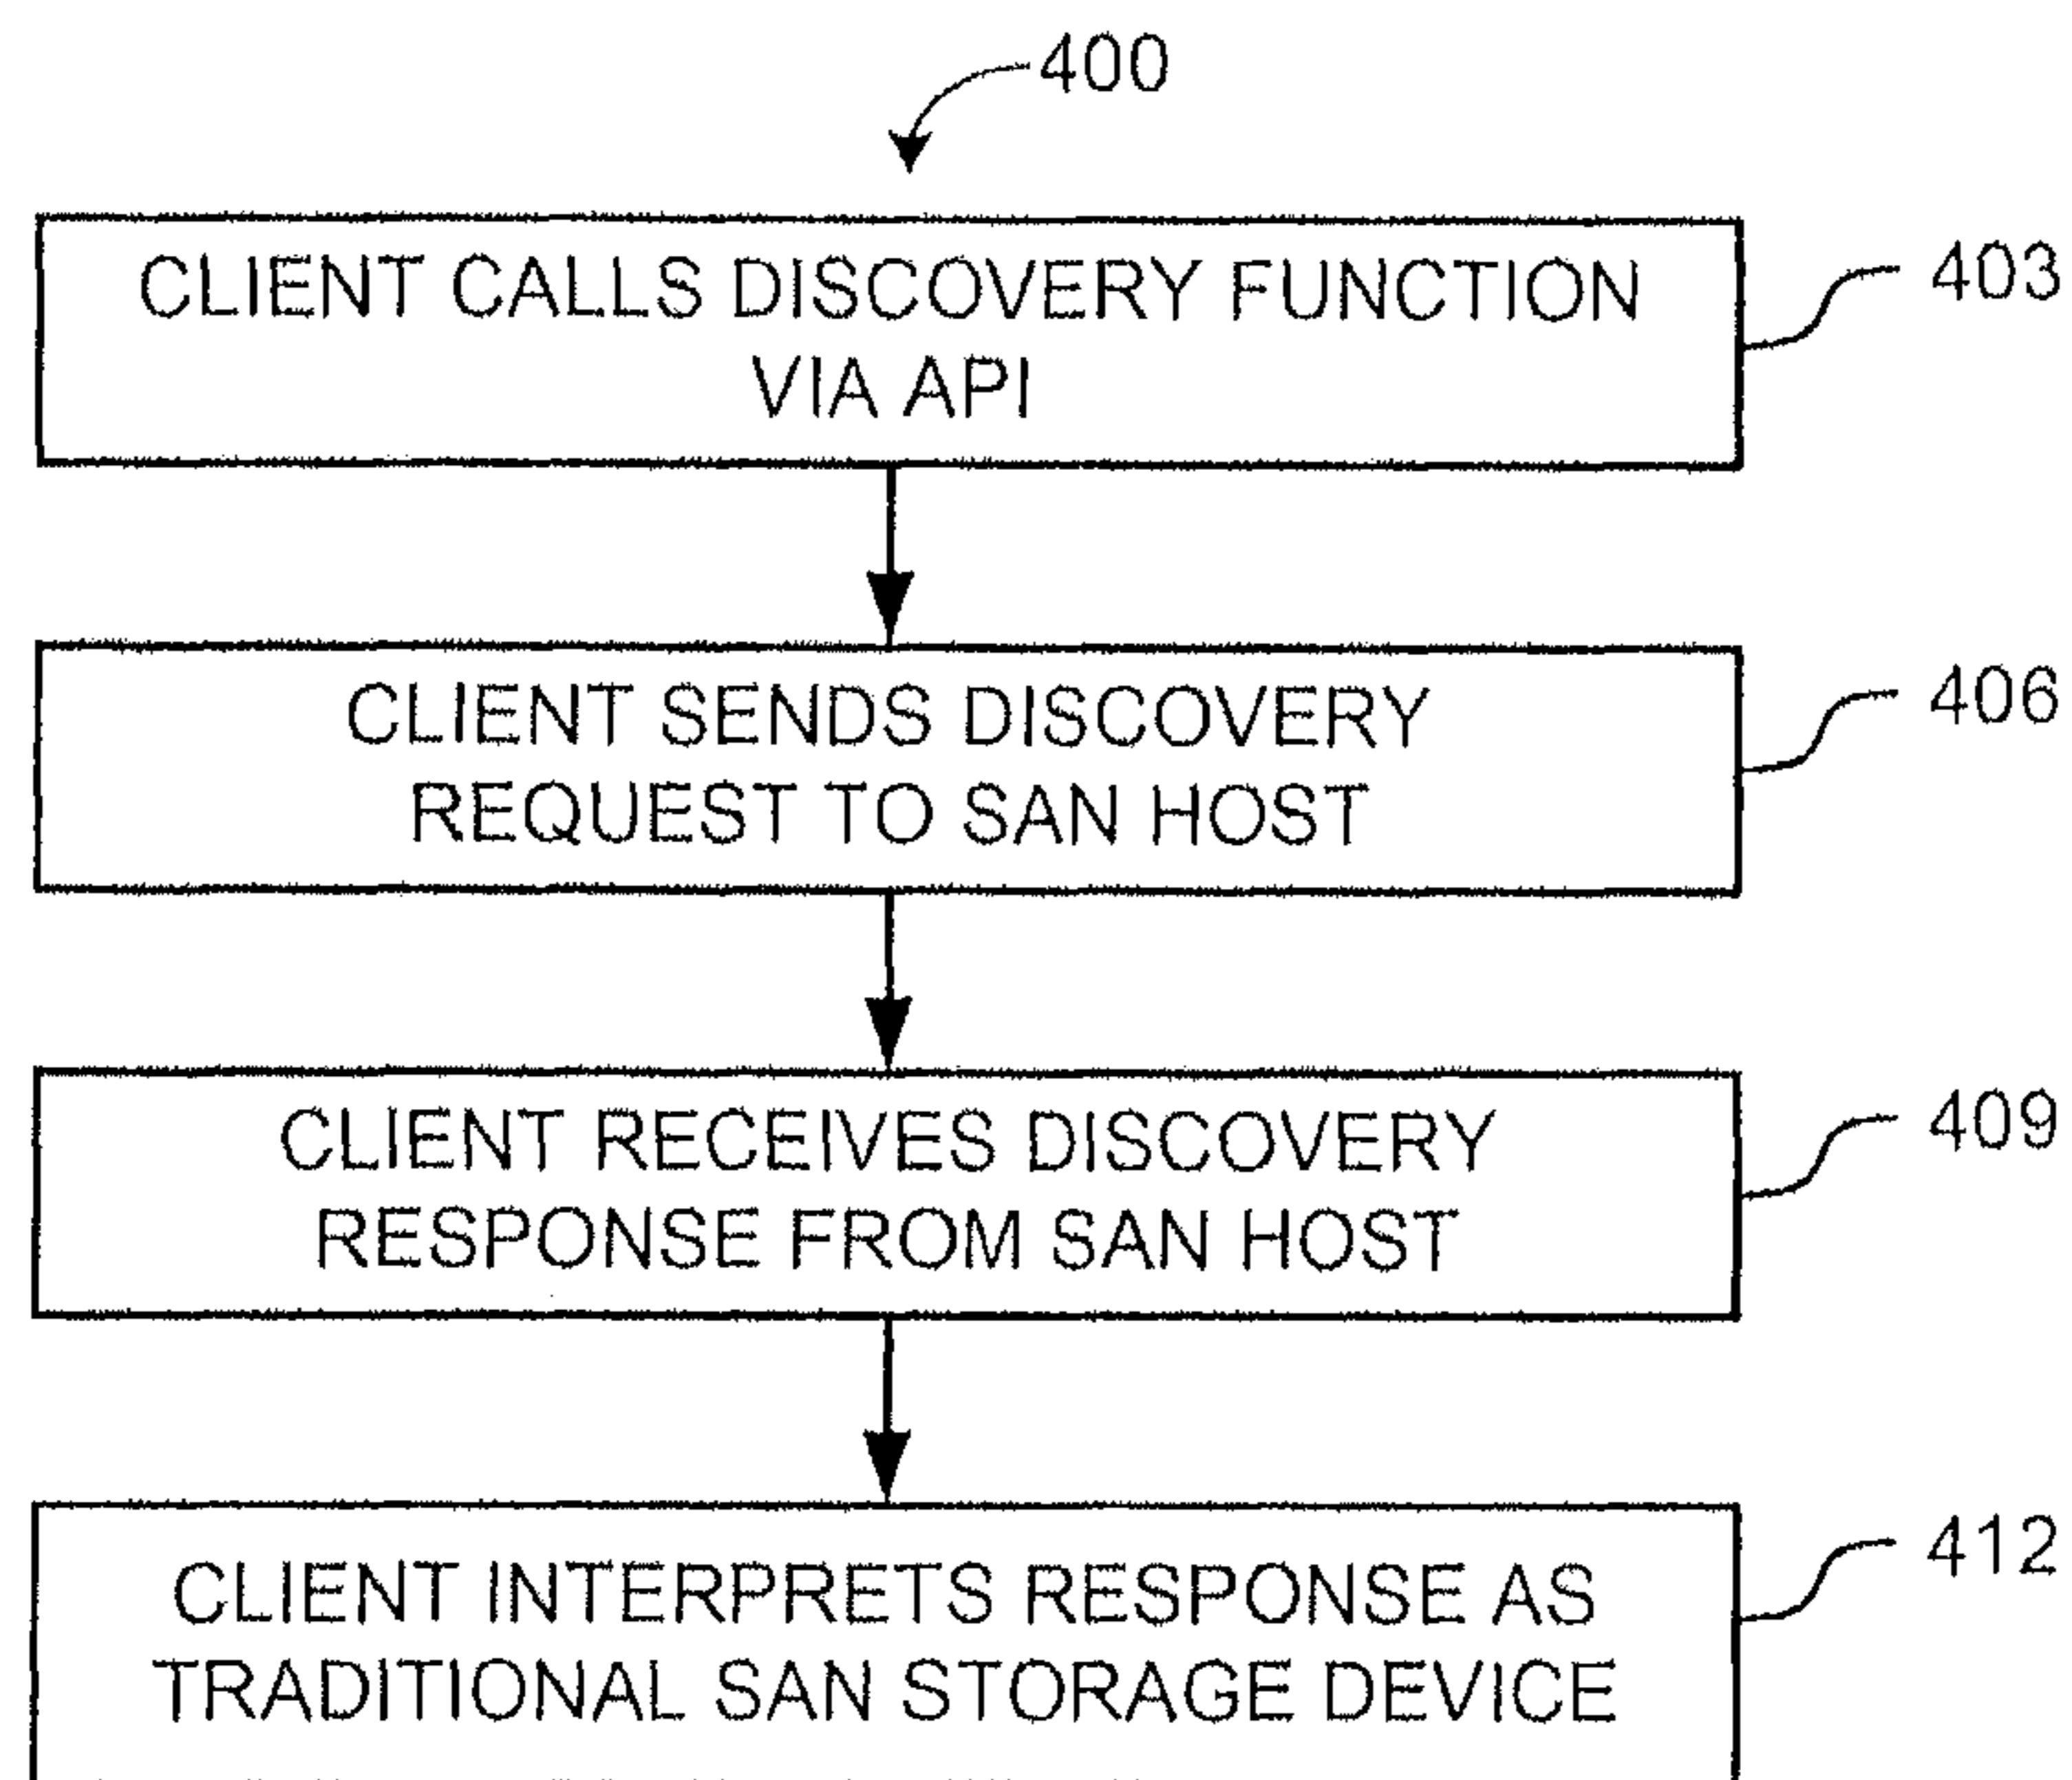 400
CLIENT CALLS DISCOVERY FUNCTION
VIA API
403
CLIENT SENDS DISCOVERY
REQUEST TO SAN HOST
406
CLIENT RECEIVES DISCOVERY
RESPONSE FROM SAN HOST
409
CLIENT INTERPRETS RESPONSE AS
TRADITIONAL SAN STORAGE DEVICE
412